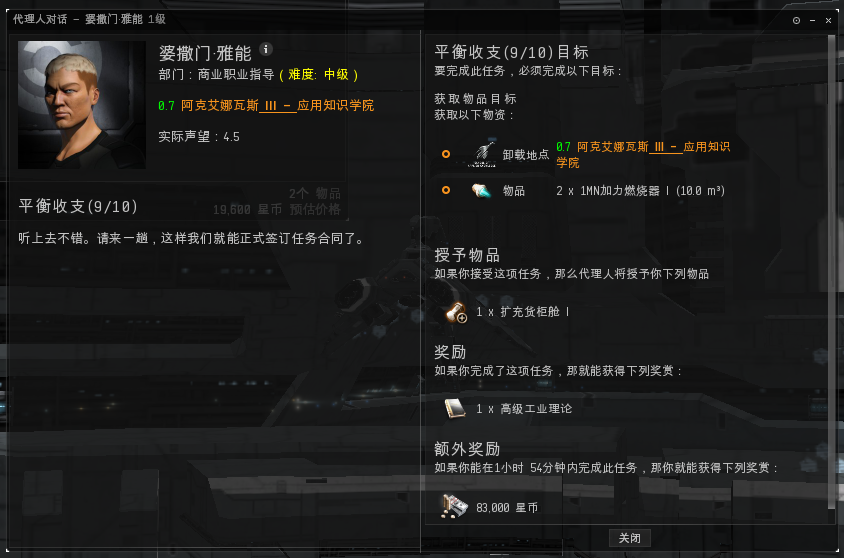 代理人对话 - 婆撒门·雅能 1级
婆撒门·雅能
部门：商业职业指导 ( 难度: 中级 )
0.7 阿克艾娜瓦斯 III - 应用知识学院
实际声望：4.5
2个 物品
19,600 星币 预估价格
平衡收支(9/10)
听上去不错。请来一趟，这样我们就能正式签订任务合同了。
平衡收支(9/10)目标
要完成此任务，必须完成以下目标：
获取物品目标
获取以下物资：
卸载地点 0.7 阿克艾娜瓦斯 III - 应用知识
学院
物品 2 x 1MN加力燃烧器 I (10.0 m³)
授予物品
如果你接受这项任务，那么代理人将授予你下列物品
1 x 扩充货柜舱 I
奖励
如果你完成了这项任务，那就能获得下列奖赏：
1 x 高级工业理论
额外奖励
如果你能在1小时 54分钟内完成此任务，那你就能获得下列奖赏：
83,000 星币
关闭